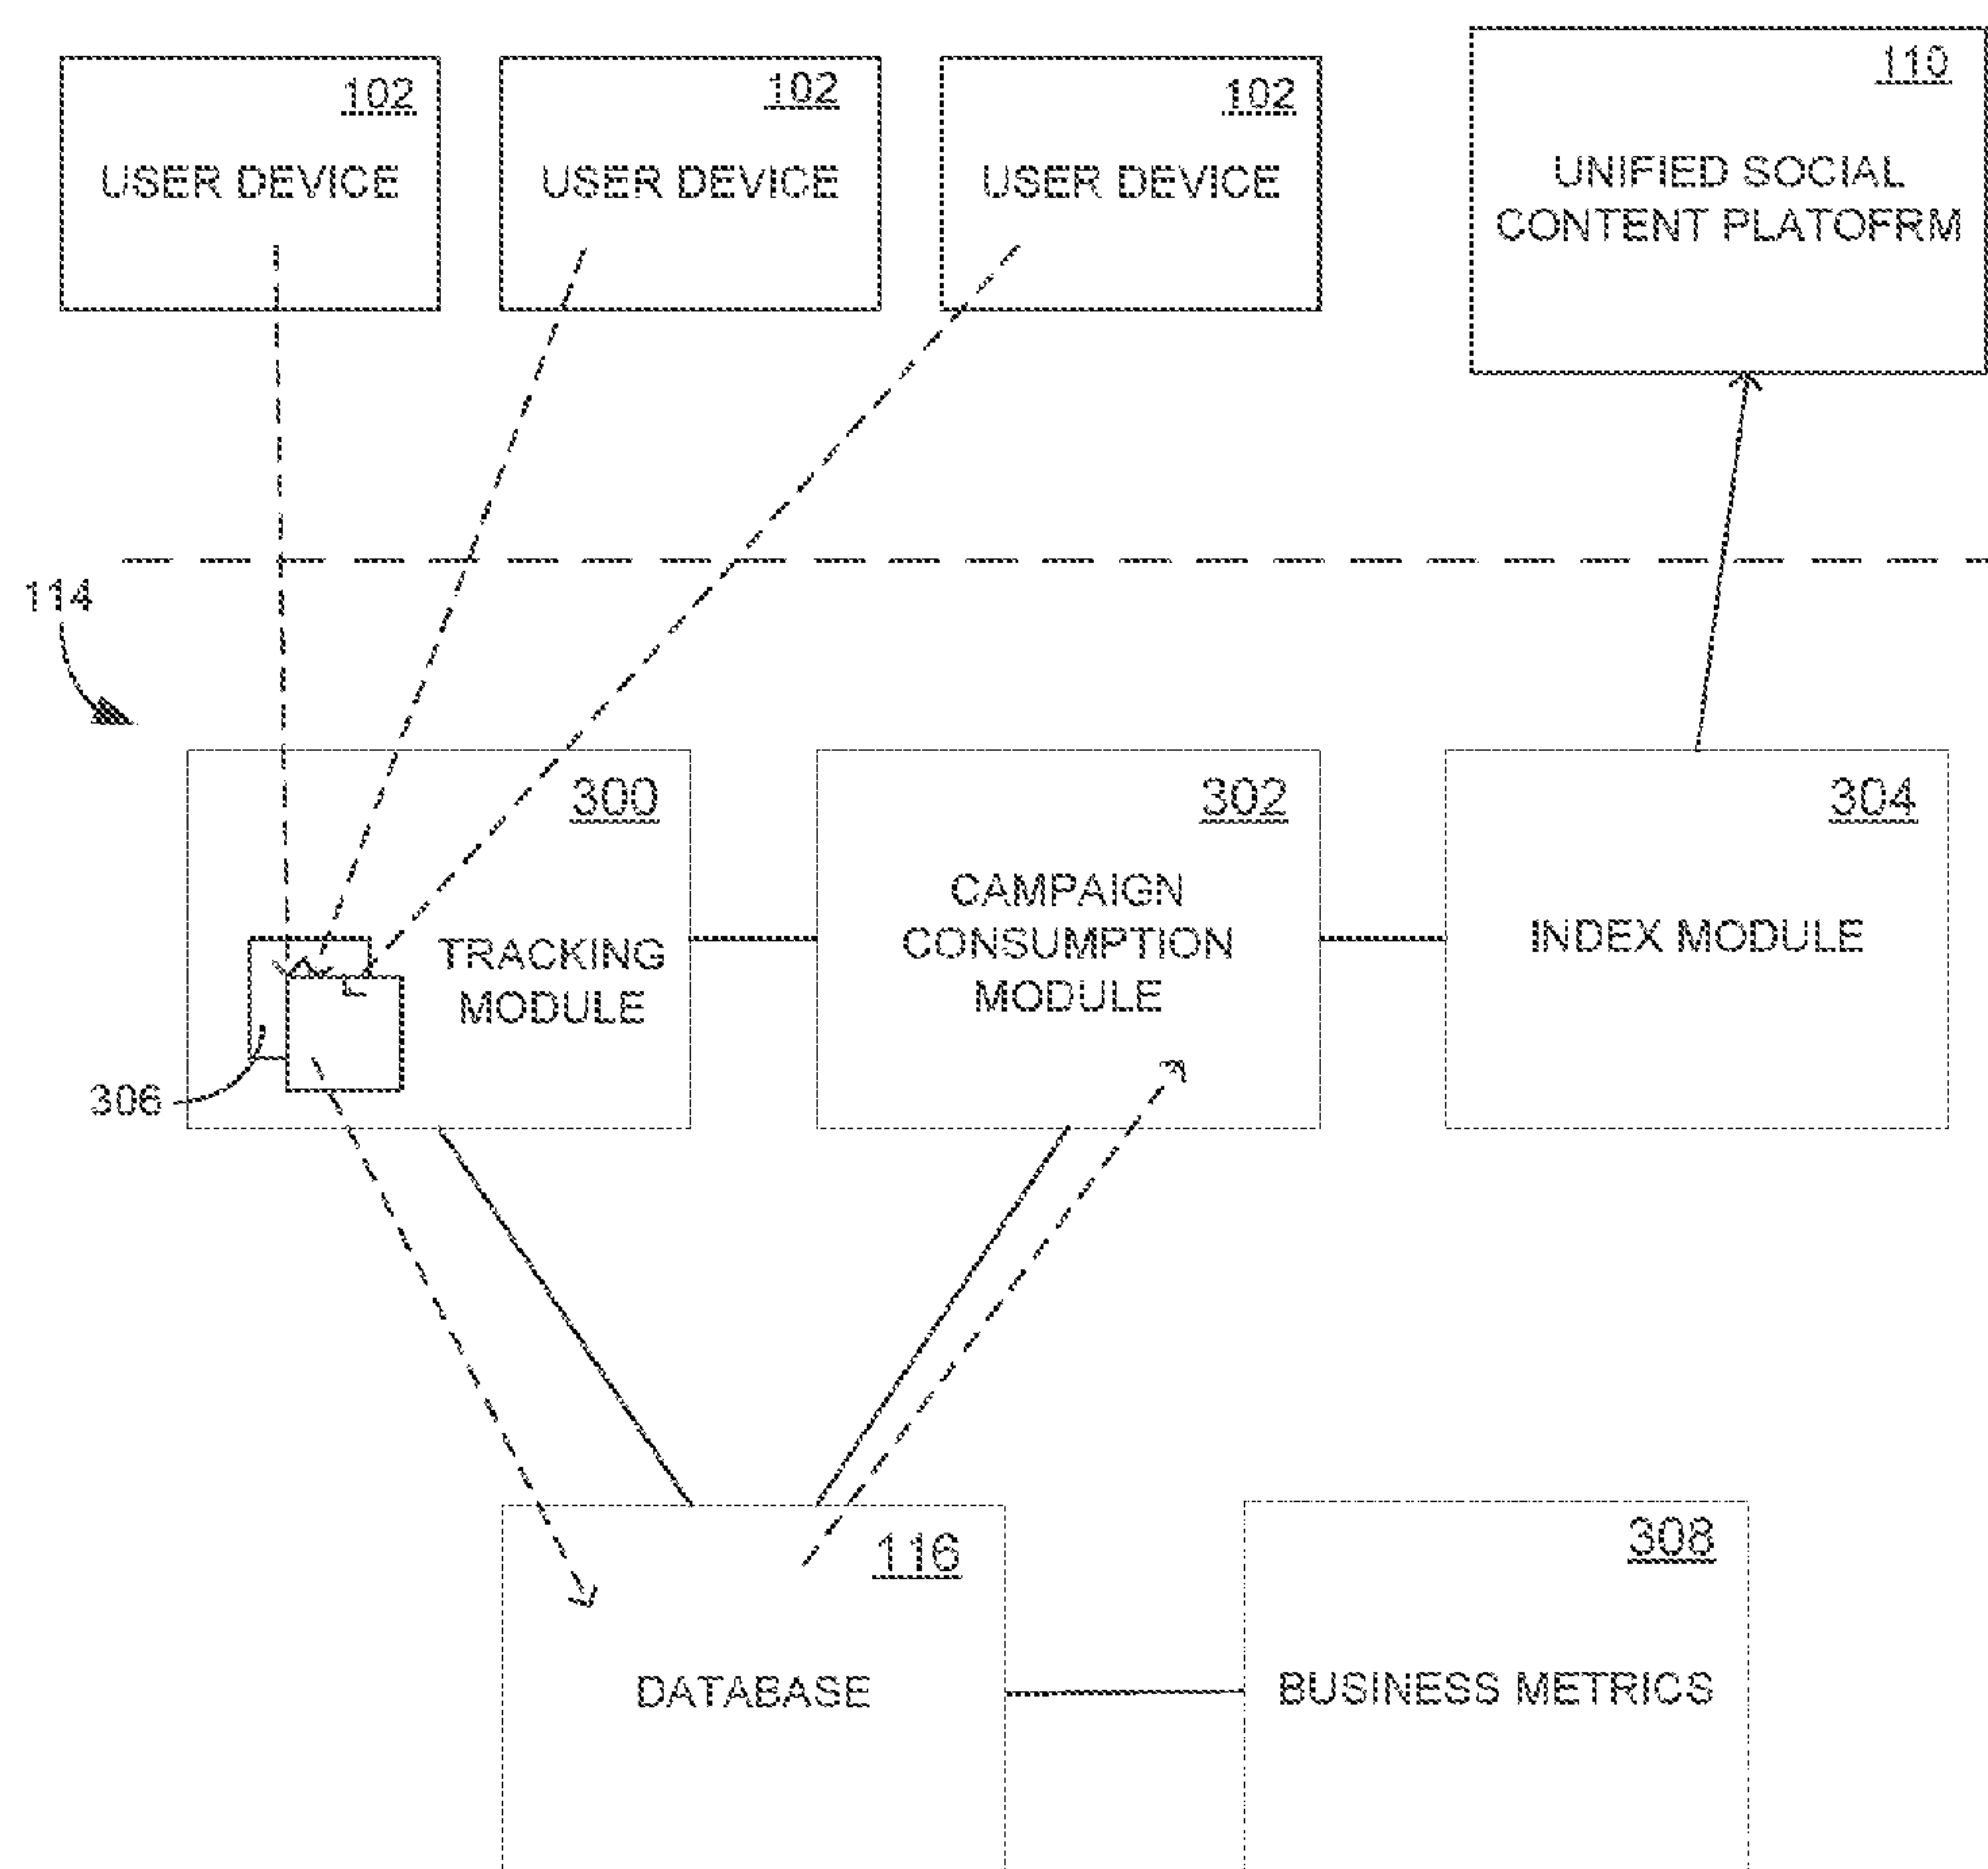 102
USER DEVICE
102
USER DEVICE
102
USER DEVICE
110
UNIFIED SOCIAL
CONTENT PLATOFRM
114
300
TRACKING
MODULE
306
302
CAMPAIGN
CONSUMPTION
MODULE
304
INDEX MODULE
116
DATABASE
308
BUSINESS METRICS